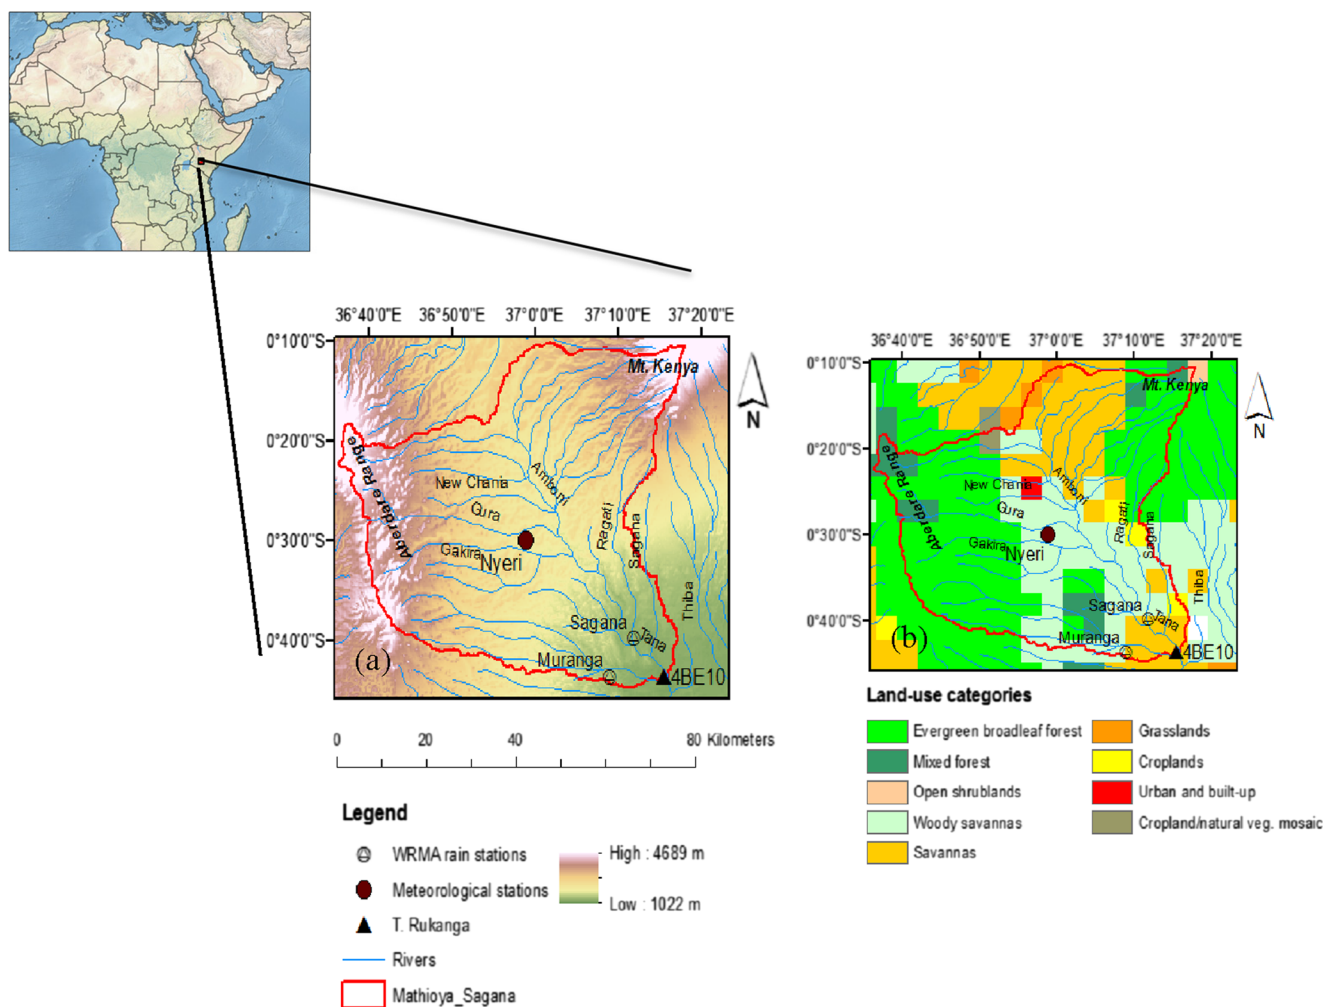 36°40'0"E 36°50'0"E 37°0'0"E 37°10'0"E 37°20'0"E
0°10'0"S
0°20'0"S
0°30'0"S
0°40'0"S
Mt. Kenya
Aberdare Range
New Chania
Amboni
Gura
Ragati
Sagana
Gakira
Nyeri
Thiba
Sagana
Tana
Muranga
(a)
4BE10
N
0 20 40 80 Kilometers
Legend
WRMA rain stations
Meteorological stations
T. Rukanga
Rivers
Mathioya_Sagana
High : 4689 m
Low : 1022 m
36°40'0"E 36°50'0"E 37°0'0"E 37°10'0"E 37°20'0"E
0°10'0"S
0°20'0"S
0°30'0"S
0°40'0"S
Mt. Kenya
Aberdare Range
New Chania
Amboni
Gura
Ragati
Sagana
Gakira
Nyeri
Thiba
Sagana
Tana
Muranga
(b)
4BE10
N
Land-use categories
Evergreen broadleaf forest
Mixed forest
Open shrublands
Woody savannas
Savannas
Grasslands
Croplands
Urban and built-up
Cropland/natural veg. mosaic